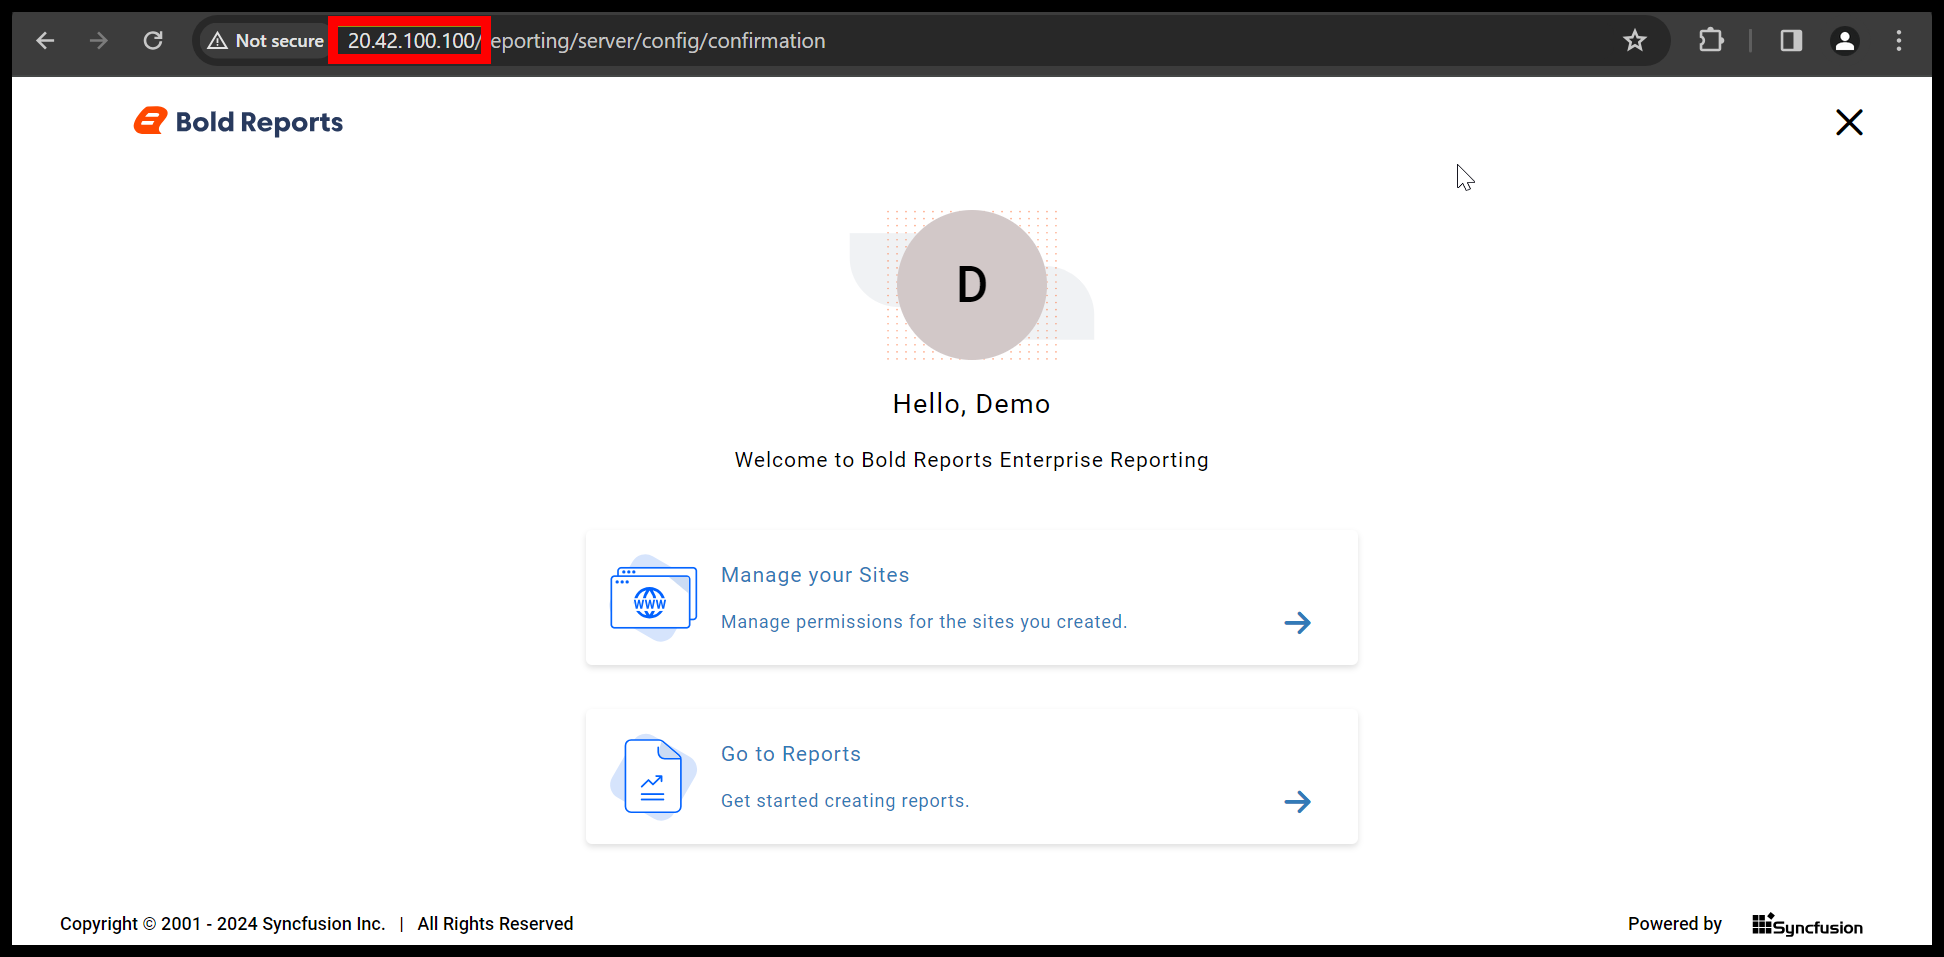 Not secure 20.42.100.100/eporting/server/config/confirmation
Bold Reports
D
Hello, Demo
Welcome to Bold Reports Enterprise Reporting
Manage your Sites
WWW
Manage permissions for the sites you created.
Go to Reports
Get started creating reports.
Copyright © 2001 - 2024 Syncfusion Inc. | All Rights Reserved
Powered by Syncfusion